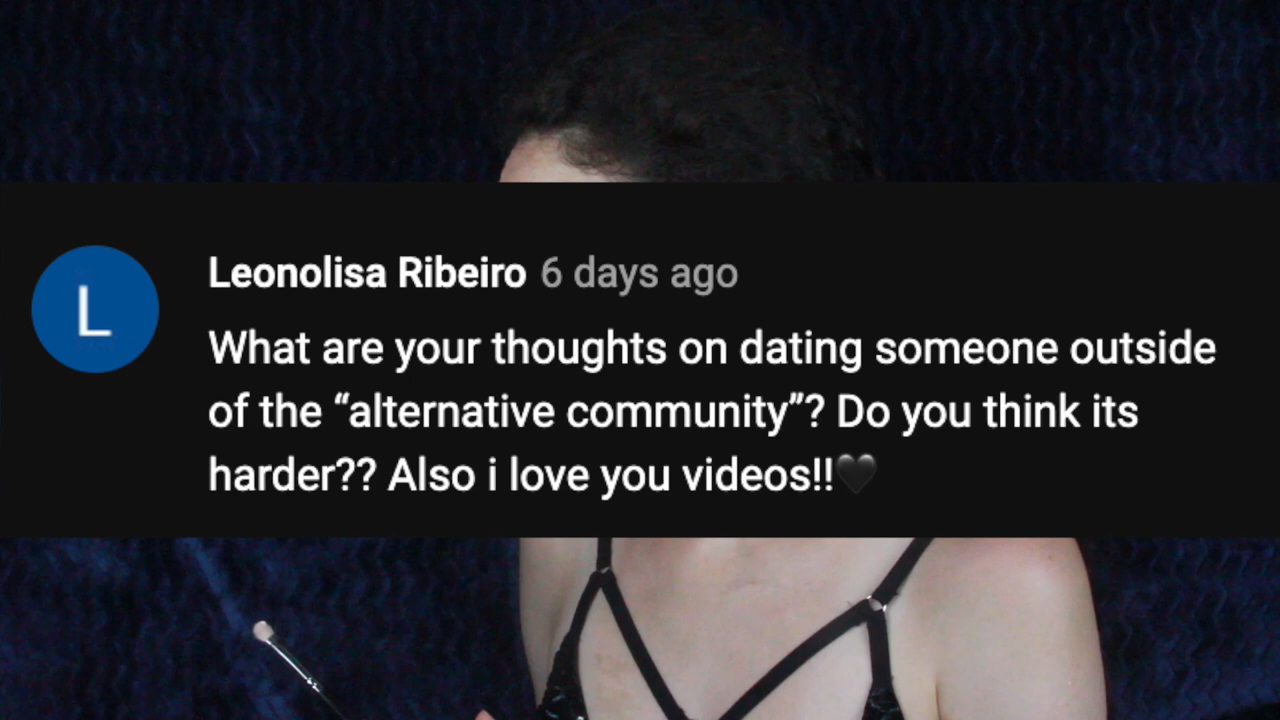 L
Leonolisa Ribeiro 6 days ago
What are your thoughts on dating someone outside
of the “alternative community”? Do you think its
harder?? Also i love you videos!!🖤